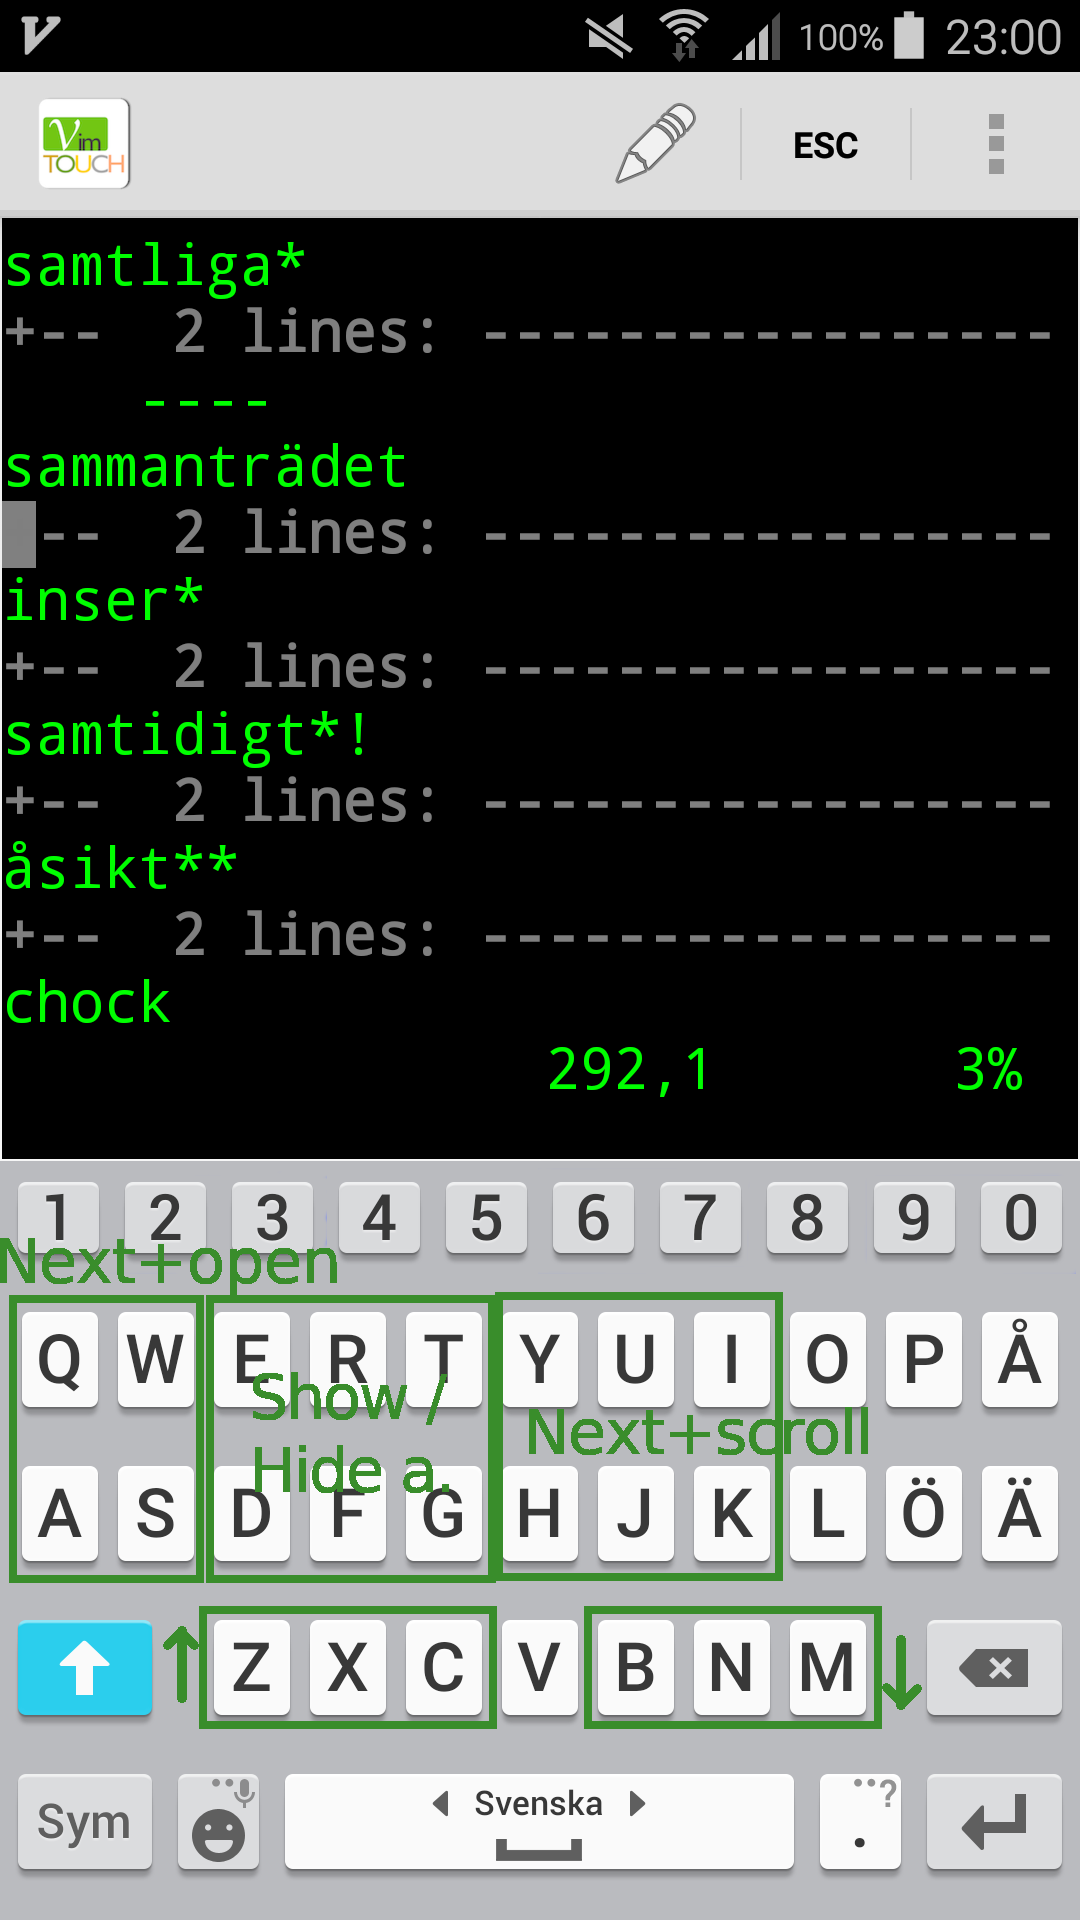 100% 23:00
Vim
TOUCH
ESC
samtliga*
+--  2 lines: -----------------
----
sammanträdet
--  2 lines: -----------------
inser*
+--  2 lines: -----------------
samtidigt*!
+--  2 lines: -----------------
åsikt**
+--  2 lines: -----------------
chock
292,1 3%
1 2 3 4 5 6 7 8 9 0
Next+open
Q W E R T Y U I O P Å
Show /
Hide a.
Next+scroll
A S D F G H J K L Ö Ä
Z X C V B N M
Sym Svenska . ?